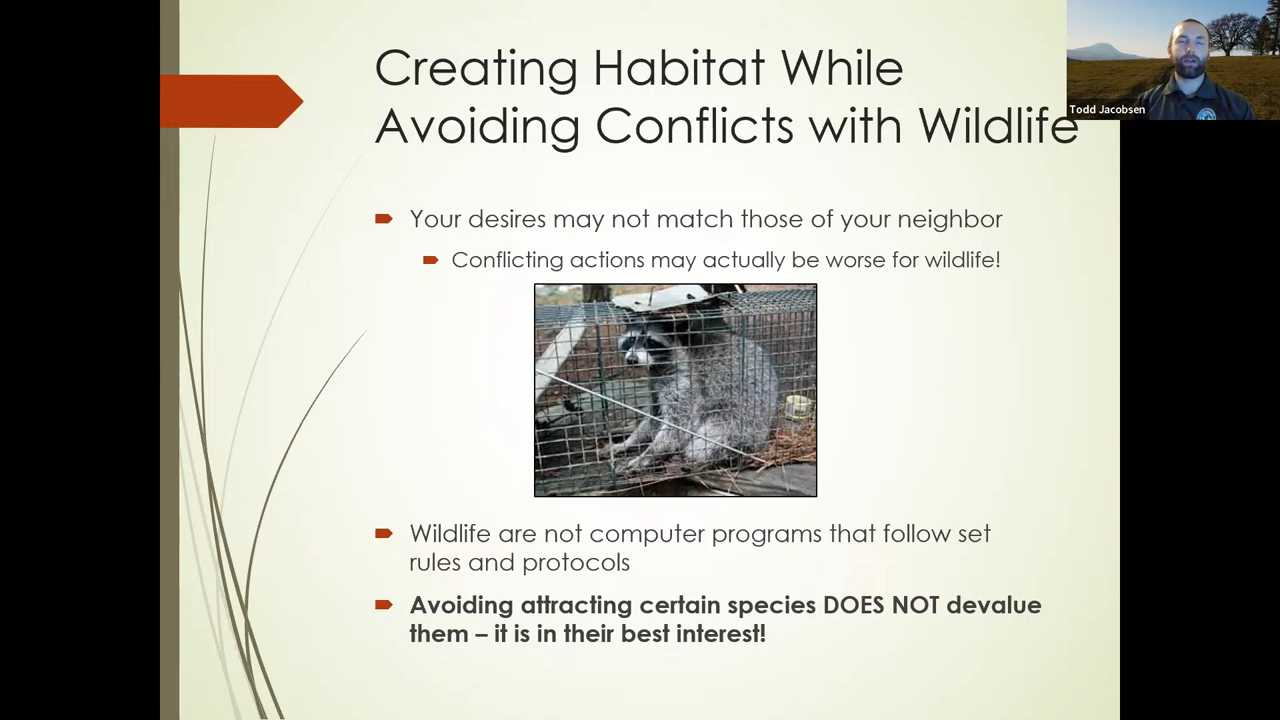 Creating Habitat While
Avoiding Conflicts with Wildlife
Todd Jacobsen
Your desires may not match those of your neighbor
Conflicting actions may actually be worse for wildlife!
Wildlife are not computer programs that follow set
rules and protocols
Avoiding attracting certain species DOES NOT devalue
them – it is in their best interest!